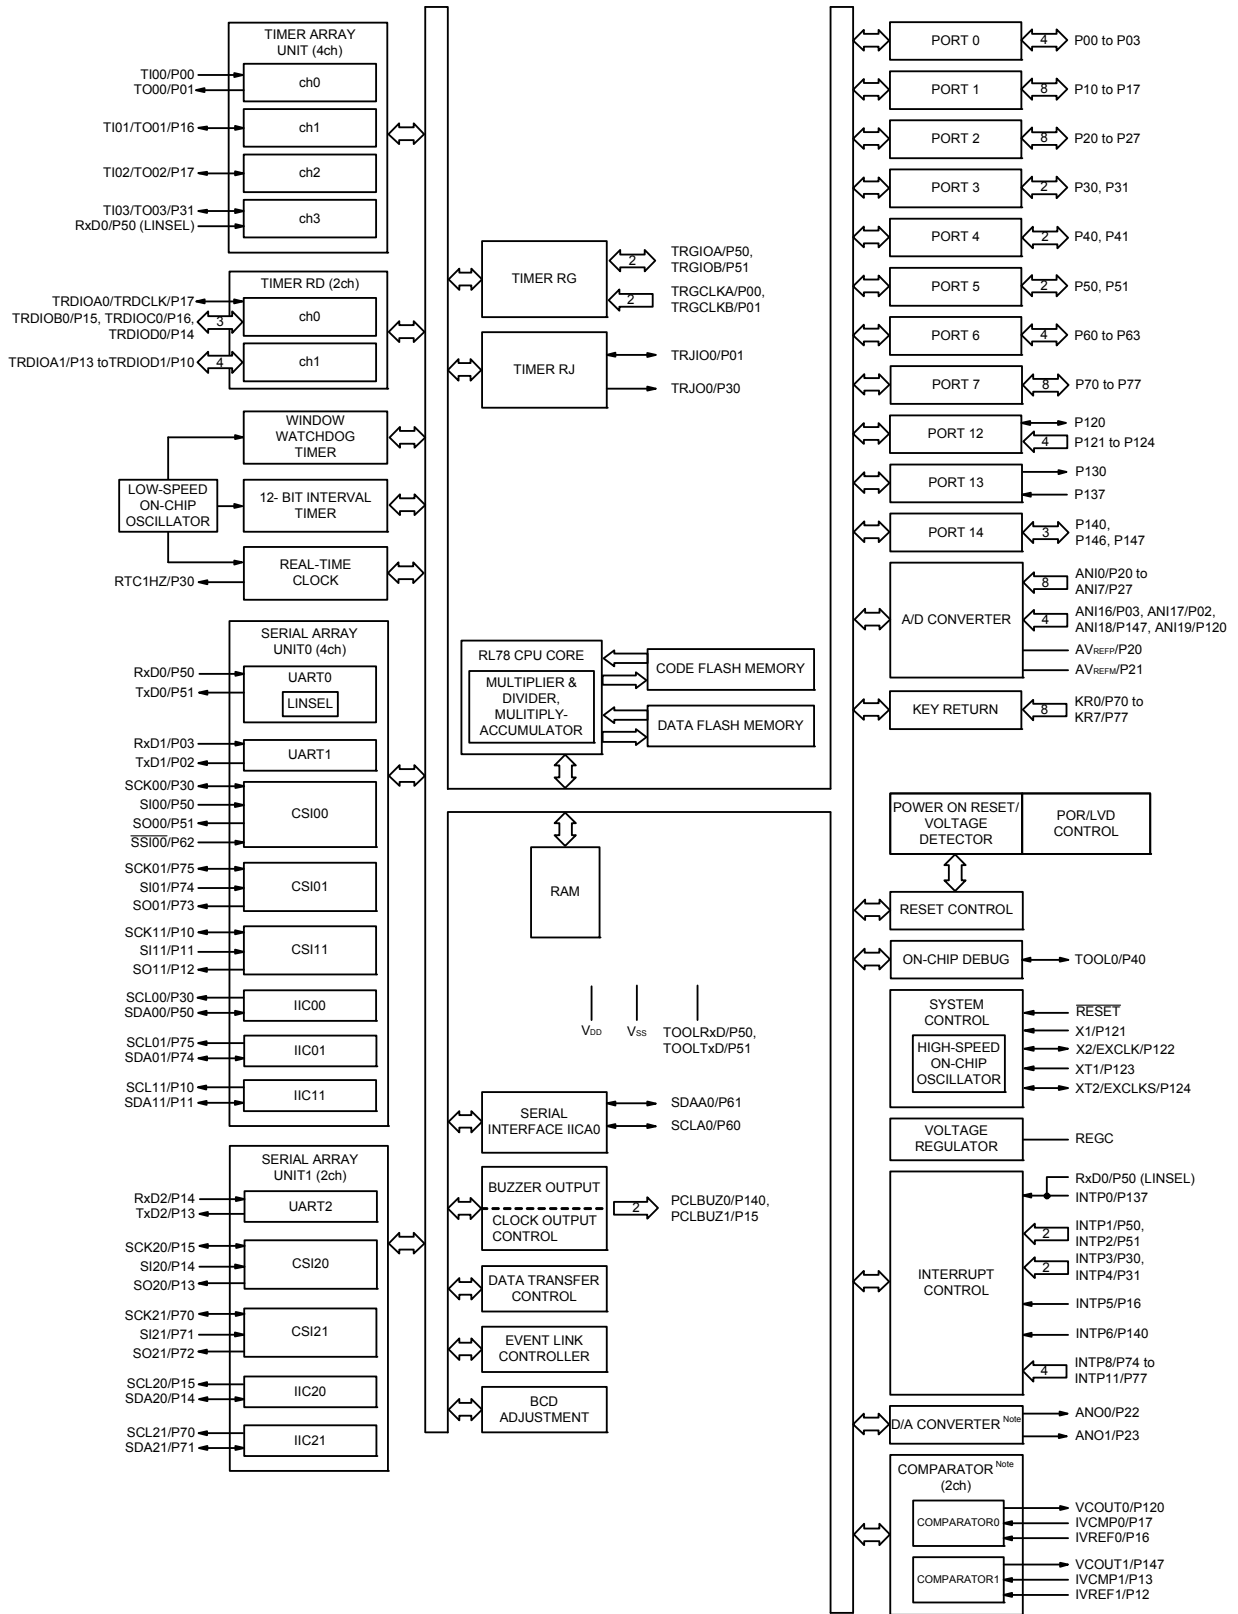 TIMER ARRAY
UNIT (4ch)
TI00/P00
TO00/P01
ch0
TI01/TO01/P16
ch1
TI02/TO02/P17
ch2
TI03/TO03/P31
RxD0/P50 (LINSEL)
ch3
TIMER RD (2ch)
TRDIOA0/TRDCLK/P17
TRDIOB0/P15, TRDIOC0/P16,
TRDIOD0/P14
3
ch0
TRDIOA1/P13 toTRDIOD1/P10
4
ch1
WINDOW
WATCHDOG
TIMER
LOW-SPEED
ON-CHIP
OSCILLATOR
12- BIT INTERVAL
TIMER
REAL-TIME
CLOCK
RTC1HZ/P30
SERIAL ARRAY
UNIT0 (4ch)
RxD0/P50
TxD0/P51
UART0
LINSEL
RxD1/P03
TxD1/P02
UART1
SCK00/P30
SI00/P50
SO00/P51
SSI00/P62
CSI00
SCK01/P75
SI01/P74
SO01/P73
CSI01
SCK11/P10
SI11/P11
SO11/P12
CSI11
SCL00/P30
SDA00/P50
IIC00
SCL01/P75
SDA01/P74
IIC01
SCL11/P10
SDA11/P11
IIC11
SERIAL ARRAY
UNIT1 (2ch)
RxD2/P14
TxD2/P13
UART2
SCK20/P15
SI20/P14
SO20/P13
CSI20
SCK21/P70
SI21/P71
SO21/P72
CSI21
SCL20/P15
SDA20/P14
IIC20
SCL21/P70
SDA21/P71
IIC21
TIMER RG
2
TRGIOA/P50,
TRGIOB/P51
2
TRGCLKA/P00,
TRGCLKB/P01
TIMER RJ
TRJIO0/P01
TRJO0/P30
RL78 CPU CORE
MULTIPLIER &
DIVIDER,
MULTIPLY-
ACCUMULATOR
CODE FLASH MEMORY
DATA FLASH MEMORY
RAM
VDD
VSS
TOOLRxD/P50,
TOOLTxD/P51
SERIAL
INTERFACE IICA0
SDAA0/P61
SCLA0/P60
BUZZER OUTPUT
CLOCK OUTPUT
CONTROL
2
PCLBUZ0/P140,
PCLBUZ1/P15
DATA TRANSFER
CONTROL
EVENT LINK
CONTROLLER
BCD
ADJUSTMENT
PORT 0
4
P00 to P03
PORT 1
8
P10 to P17
PORT 2
8
P20 to P27
PORT 3
2
P30, P31
PORT 4
2
P40, P41
PORT 5
2
P50, P51
PORT 6
4
P60 to P63
PORT 7
8
P70 to P77
PORT 12
P120
4
P121 to P124
PORT 13
P130
P137
PORT 14
3
P140,
P146, P147
A/D CONVERTER
8
ANI0/P20 to
ANI7/P27
4
ANI16/P03, ANI17/P02,
ANI18/P147, ANI19/P120
AVREFP/P20
AVREFM/P21
KEY RETURN
8
KR0/P70 to
KR7/P77
POWER ON RESET/
VOLTAGE
DETECTOR
POR/LVD
CONTROL
RESET CONTROL
ON-CHIP DEBUG
TOOL0/P40
SYSTEM
CONTROL
HIGH-SPEED
ON-CHIP
OSCILLATOR
RESET
X1/P121
X2/EXCLK/P122
XT1/P123
XT2/EXCLKS/P124
VOLTAGE
REGULATOR
REGC
INTERRUPT
CONTROL
RxD0/P50 (LINSEL)
INTP0/P137
2
INTP1/P50,
INTP2/P51
2
INTP3/P30,
INTP4/P31
INTP5/P16
INTP6/P140
4
INTP8/P74 to
INTP11/P77
D/A CONVERTER Note
ANO0/P22
ANO1/P23
COMPARATOR Note
(2ch)
COMPARATOR0
VCOUT0/P120
IVCMP0/P17
IVREF0/P16
COMPARATOR1
VCOUT1/P147
IVCMP1/P13
IVREF1/P12